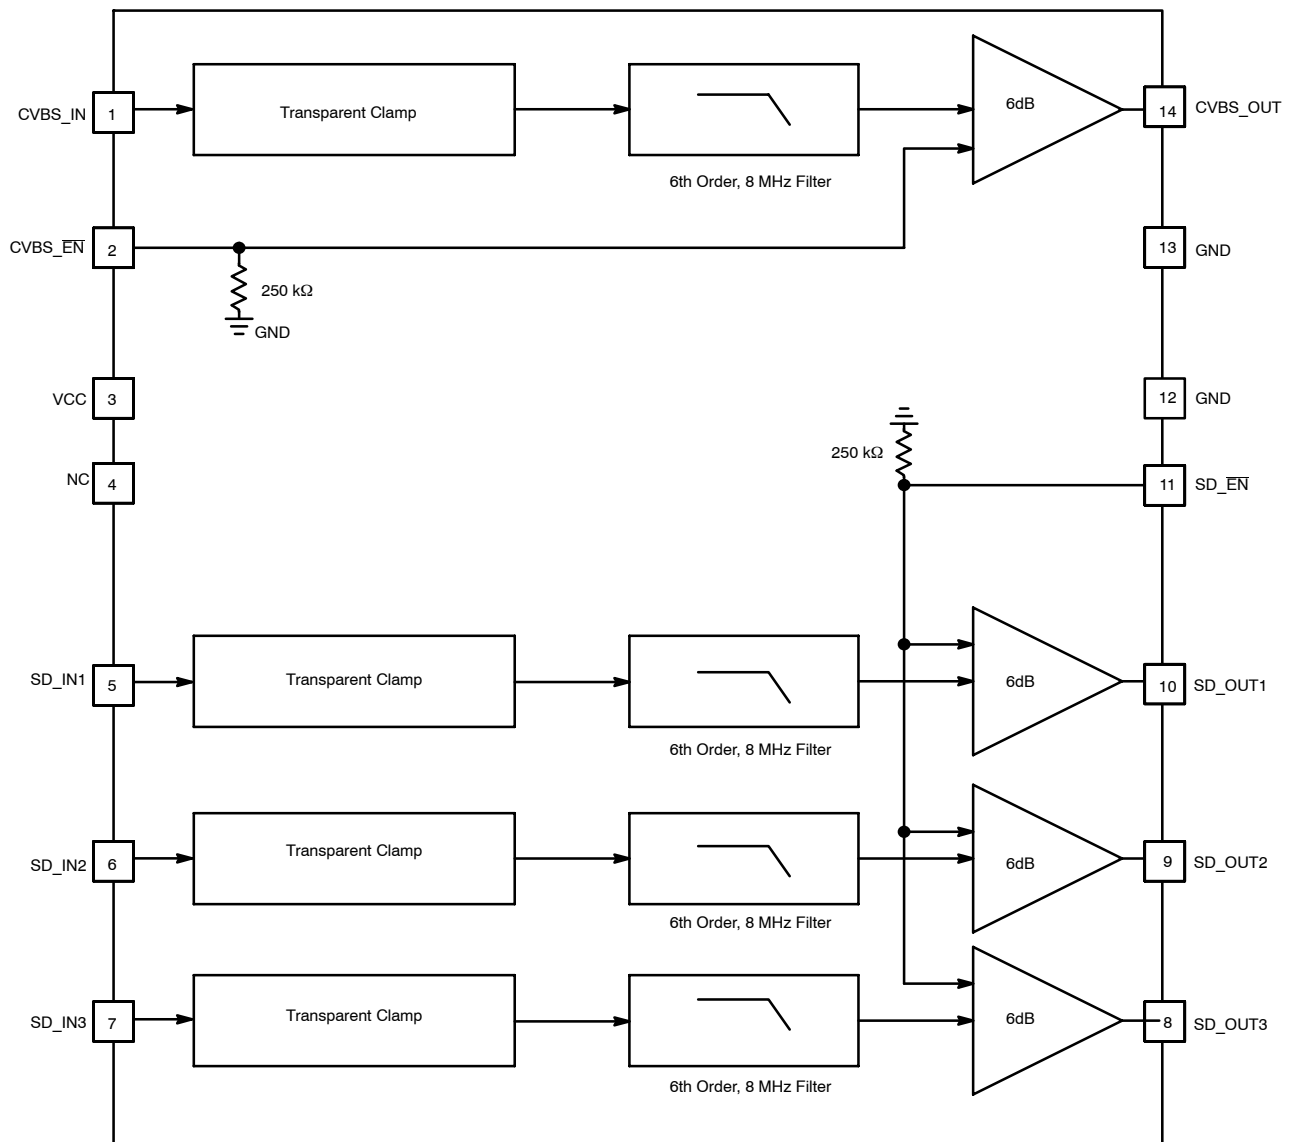 CVBS_IN 1 Transparent Clamp 6dB 14 CVBS_OUT
6th Order, 8 MHz Filter
CVBS_EN 2 13 GND
250 kΩ
GND
VCC 3 12 GND
250 kΩ
NC 4 11 SD_EN
SD_IN1 5 Transparent Clamp 6dB 10 SD_OUT1
6th Order, 8 MHz Filter
SD_IN2 6 Transparent Clamp 6dB 9 SD_OUT2
6th Order, 8 MHz Filter
SD_IN3 7 Transparent Clamp 6dB 8 SD_OUT3
6th Order, 8 MHz Filter